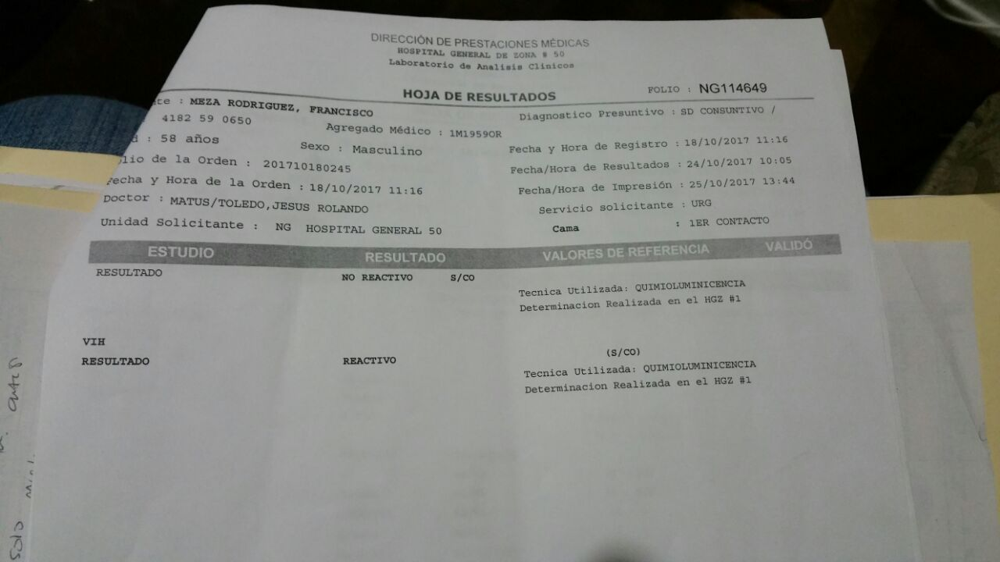 DIRECCIÓN DE PRESTACIONES MÉDICAS
HOSPITAL GENERAL DE ZONA # 50
Laboratorio de Analisis Clinicos
HOJA DE RESULTADOS
FOLIO : NG114649
te : MEZA RODRIGUEZ, FRANCISCO
Diagnostico Presuntivo : SD CONSUNTIVO /
4182 59 0650
Agregado Médico : 1M1959OR
d : 58 años
Sexo : Masculino
Fecha y Hora de Registro : 18/10/2017 11:16
lio de la Orden : 201710180245
Fecha/Hora de Resultados : 24/10/2017 10:05
Fecha y Hora de la Orden : 18/10/2017 11:16
Fecha/Hora de Impresión : 25/10/2017 13:44
Doctor : MATUS/TOLEDO,JESUS ROLANDO
Servicio solicitante : URG
Unidad Solicitante : NG HOSPITAL GENERAL 50
Cama : 1ER CONTACTO
ESTUDIO RESULTADO VALORES DE REFERENCIA VALIDÓ
RESULTADO NO REACTIVO S/CO
Tecnica Utilizada: QUIMIOLUMINICENCIA
Determinacion Realizada en el HGZ #1
VIH
(S/CO)
RESULTADO REACTIVO
Tecnica Utilizada: QUIMIOLUMINICENCIA
Determinacion Realizada en el HGZ #1
solo